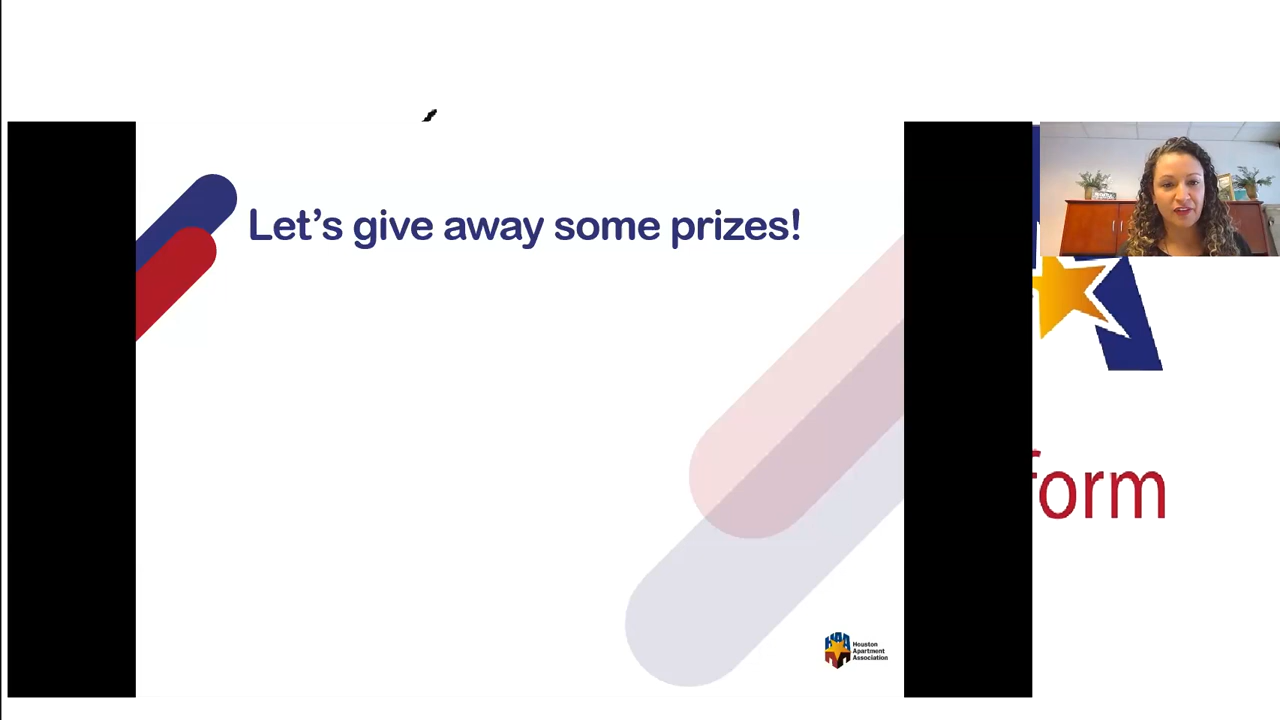 Let's give away some prizes!
form
Houston
Apartment
Association